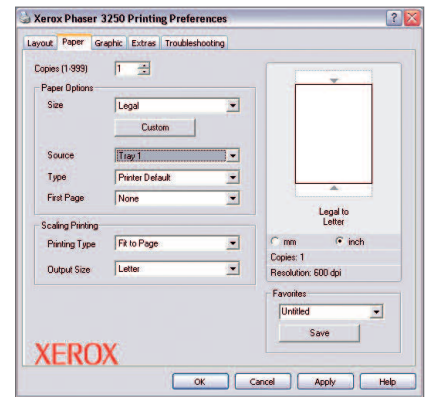 Xerox Phaser 3250 Printing Preferences
Layout Paper Graphic Extras Troubleshooting
Copies (1-999) 1
Paper Options
Size Legal
Custom
Source Tray 1
Type Printer Default
First Page None
Scaling Printing
Printing Type Fit to Page
Output Size Letter
Legal to
Letter
mm inch
Copies: 1
Resolution: 600 dpi
Favorites
Untitled
Save
XEROX
OK Cancel Apply Help